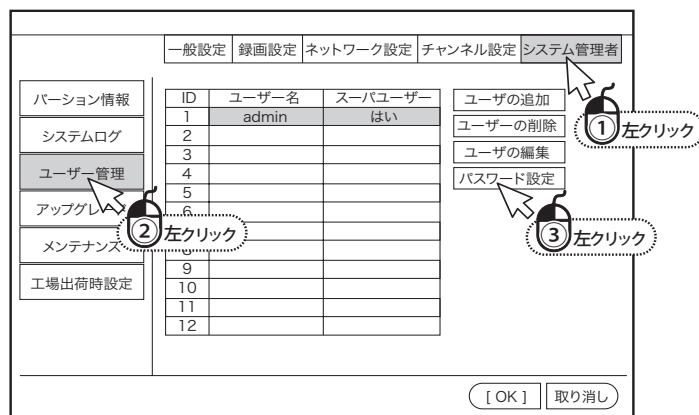 一般設定 録画設定 ネットワーク設定 チャンネル設定 システム管理者
バーション情報
システムログ
ユーザー管理
アップグレード
メンテナンス
工場出荷時設定
ID ユーザー名 スーパユーザー
1 admin はい
2
3
4
5
6
8
9
10
11
12
ユーザの追加
ユーザーの削除
ユーザの編集
パスワード設定
① 左クリック
② 左クリック
③ 左クリック
[ OK ] 取り消し